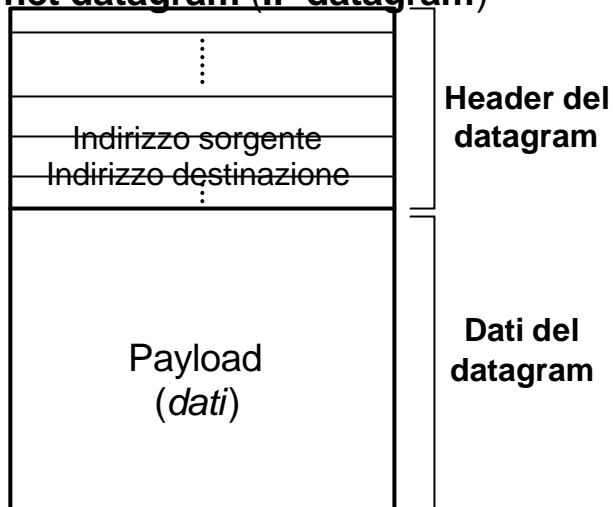 net datagram (IP datagram)
Header del
datagram
Indirizzo sorgente
Indirizzo destinazione
Payload
(dati)
Dati del
datagram